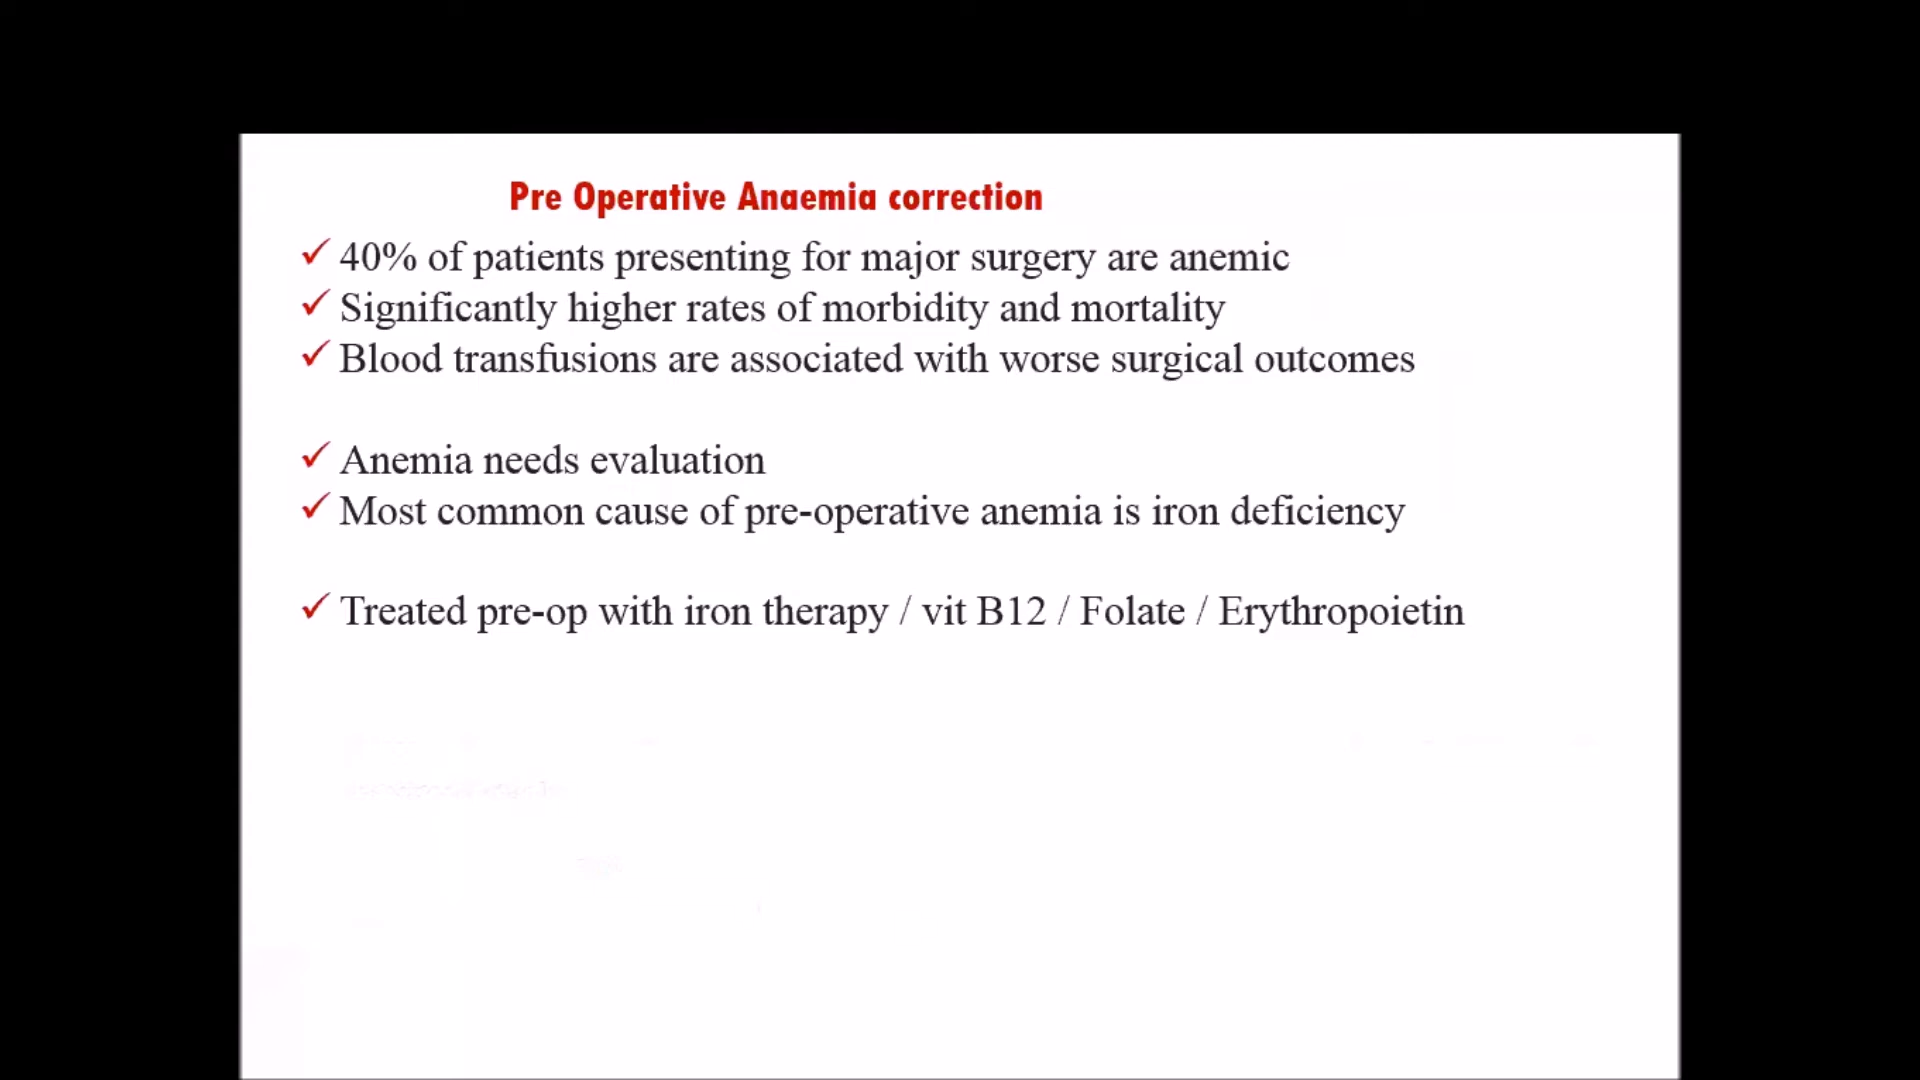 Pre Operative Anaemia correction
✓ 40% of patients presenting for major surgery are anemic
✓ Significantly higher rates of morbidity and mortality
✓ Blood transfusions are associated with worse surgical outcomes
✓ Anemia needs evaluation
✓ Most common cause of pre-operative anemia is iron deficiency
✓ Treated pre-op with iron therapy / vit B12 / Folate / Erythropoietin